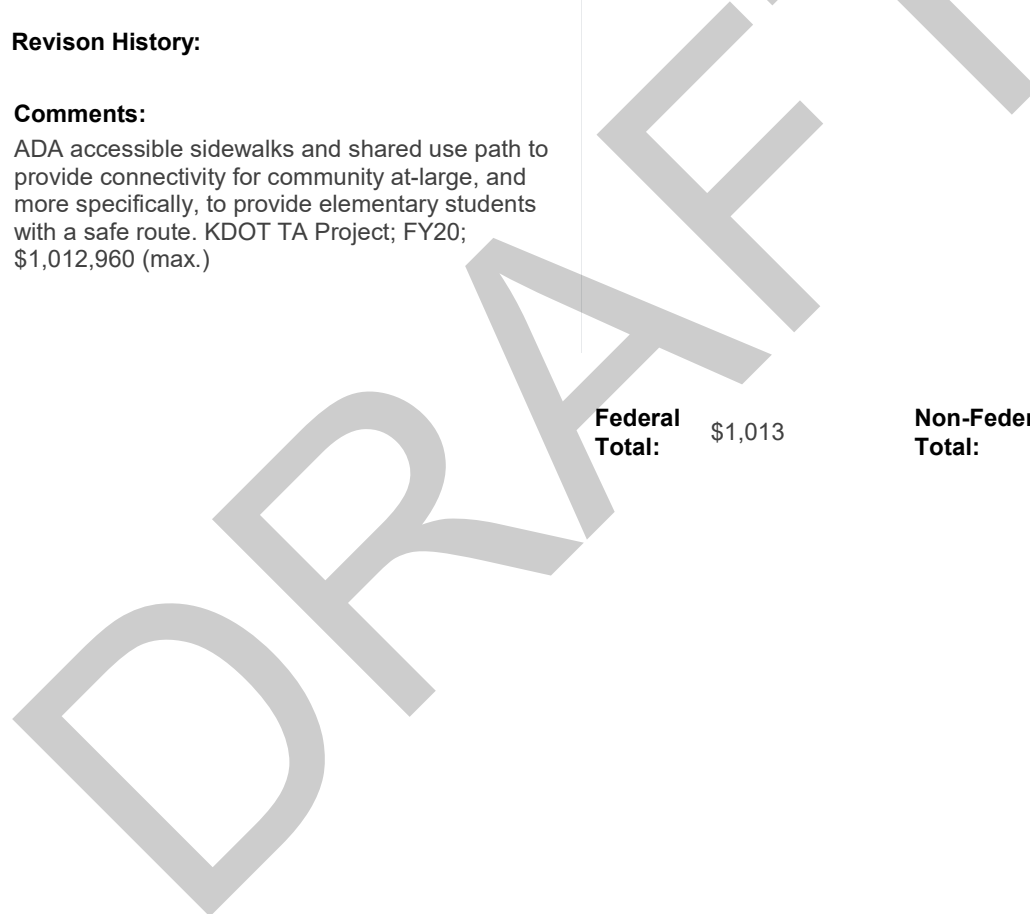 Revison History:
Comments:
ADA accessible sidewalks and shared use path to
provide connectivity for community at-large, and
more specifically, to provide elementary students
with a safe route. KDOT TA Project; FY20;
$1,012,960 (max.)
Federal
Total:
$1,013
Non-Feder
Total:
DRAFT